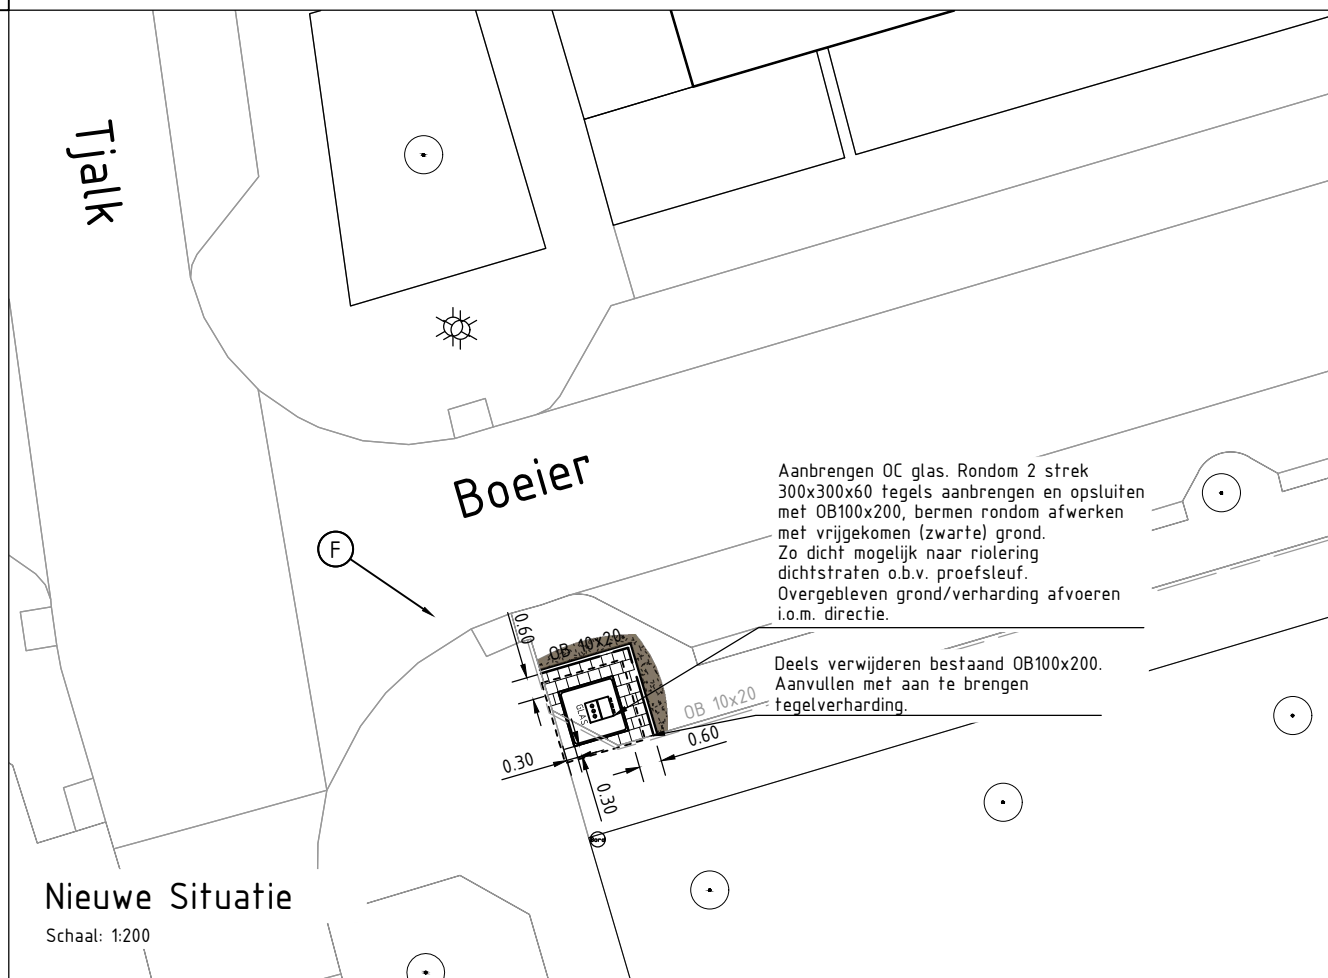 Tjalk
Boeier
F
Aanbrengen OC glas. Rondom 2 strek
300x300x60 tegels aanbrengen en opsluiten
met OB100x200, bermen rondom afwerken
met vrijgekomen (zwarte) grond.
Zo dicht mogelijk naar riolering
dichtstraten o.b.v. proefsleuf.
Overgebleven grond/verharding afvoeren
i.o.m. directie.
Deels verwijderen bestaand OB100x200.
Aanvullen met aan te brengen
tegelverharding.
0.60
OB 10x20
GLAS
OB 10x20
0.60
0.30
0.30
Nieuwe Situatie
Schaal: 1:200